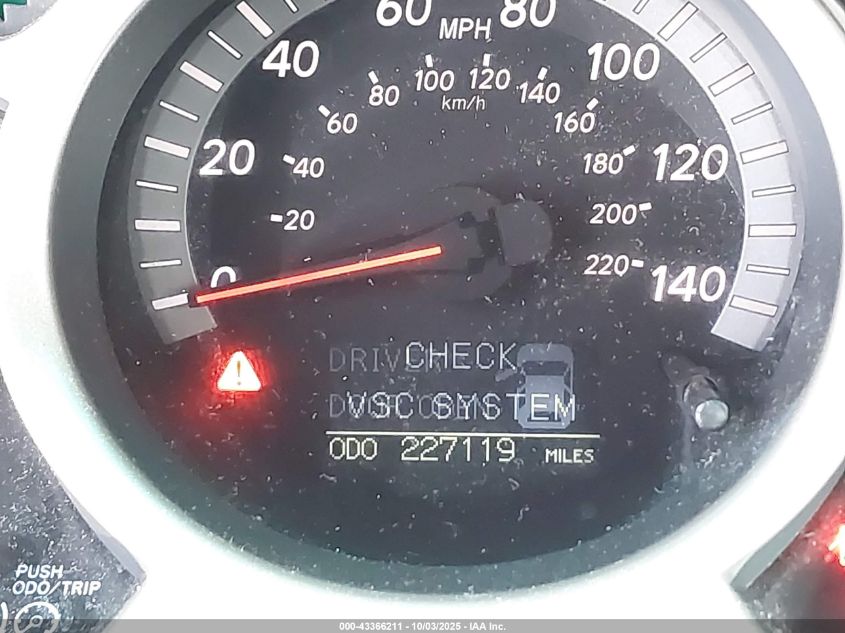 60 80
MPH
40 100
100 120
80 140
km/h
60 160
20 40 180 120
20 200
0 220 140
CHECK
VSC SYSTEM
ODO 227119 MILES
PUSH
ODO/TRIP
000-43366211 - 10/03/2025 - IAA Inc.